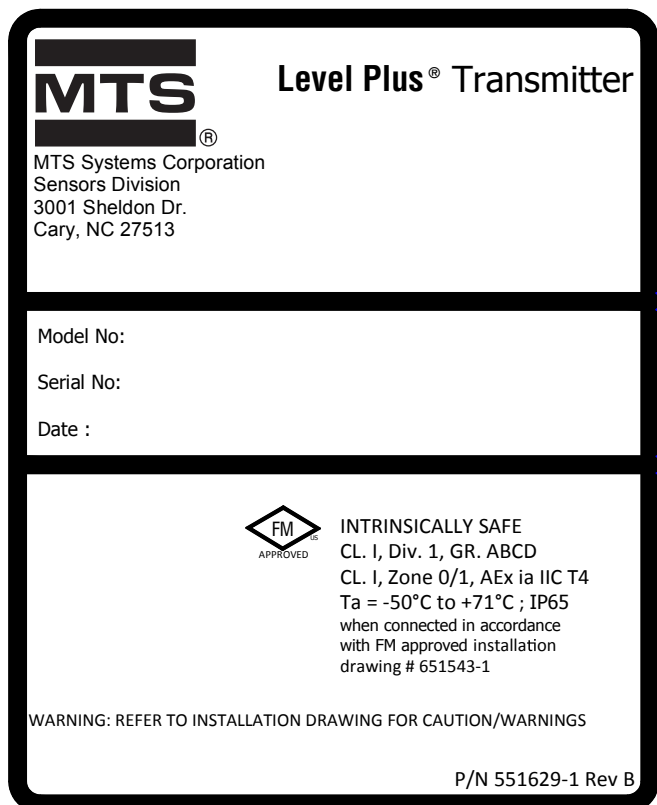 MTS
®
Level Plus® Transmitter
MTS Systems Corporation
Sensors Division
3001 Sheldon Dr.
Cary, NC 27513
Model No:
Serial No:
Date :
FM
us
APPROVED
INTRINSICALLY SAFE
CL. I, Div. 1, GR. ABCD
CL. I, Zone 0/1, AEx ia IIC T4
Ta = -50°C to +71°C ; IP65
when connected in accordance
with FM approved installation
drawing # 651543-1
WARNING: REFER TO INSTALLATION DRAWING FOR CAUTION/WARNINGS
P/N 551629-1 Rev B